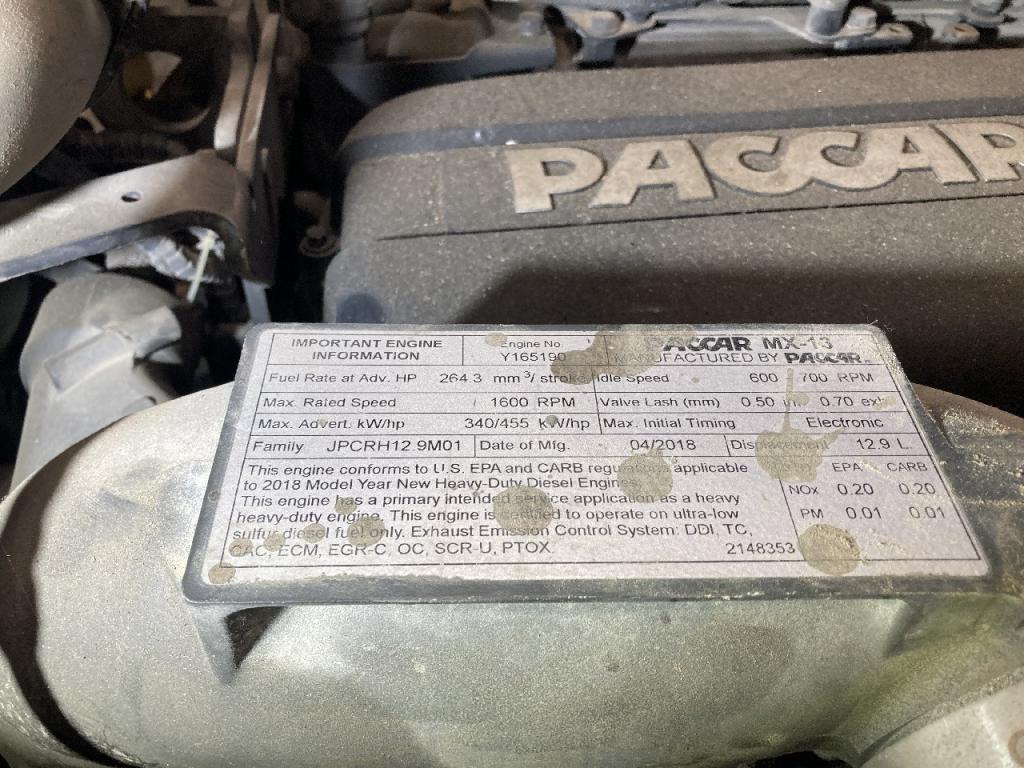 PACCAR
IMPORTANT ENGINE INFORMATION
Engine No.
Y165190
PACCAR MX-13
MANUFACTURED BY PACCAR.
Fuel Rate at Adv. HP 264.3 mm³/ stroke Idle Speed 600 700 RPM
Max. Rated Speed 1600 RPM Valve Lash (mm) 0.50 0.70 exh
Max. Advert. kW/hp 340/455 kW/hp Max. Initial Timing Electronic
Family JPCRH12.9M01 Date of Mfg. 04/2018 Displacement 12.9 L
This engine conforms to U.S. EPA and CARB regulations applicable
to 2018 Model Year New Heavy-Duty Diesel Engines.
This engine has a primary intended service application as a heavy
heavy-duty engine. This engine is certified to operate on ultra-low
sulfur diesel fuel only. Exhaust Emission Control System: DDI, TC,
CAC, ECM, EGR-C, OC, SCR-U, PTOX. 2148353
EPA CARB
NOx 0.20 0.20
PM 0.01 0.01